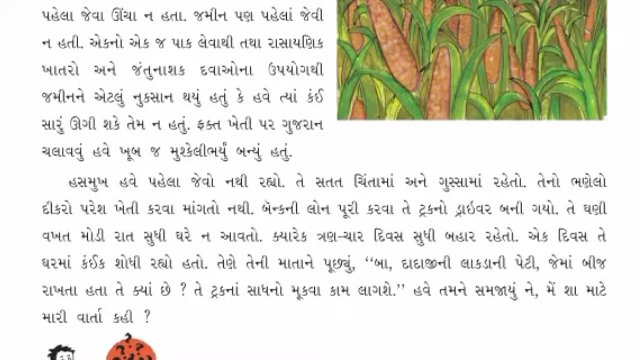 પહેલા જેવા ઊંચા ન હતા. જમીન પણ પહેલાં જેવી
ન હતી. એકનો એક જ પાક લેવાથી તથા રાસાયણિક
ખાતરો અને જંતુનાશક દવાઓના ઉપયોગથી
જમીનને એટલું નુકસાન થયું હતું કે હવે ત્યાં કંઈ
સારું ઊગી શકે તેમ ન હતું. ફક્ત ખેતી પર ગુજરાન
ચલાવવું હવે ખૂબ જ મુશ્કેલીભર્યું બન્યું હતું.
હસમુખ હવે પહેલા જેવો નથી રહ્યો. તે સતત ચિંતામાં અને ગુસ્સામાં રહેતો. તેનો ભણેલો
દીકરો પરેશ ખેતી કરવા માંગતો નથી. બૅન્કની લોન પૂરી કરવા તે ટ્રકનો ડ્રાઇવર બની ગયો. તે ઘણી
વખત મોડી રાત સુધી ઘરે ન આવતો. ક્યારેક ત્રણ-ચાર દિવસ સુધી બહાર રહેતો. એક દિવસ તે
ઘરમાં કંઈક શોધી રહ્યો હતો. તેણે તેની માતાને પૂછ્યું, ‘‘બા, દાદાજીની લાકડાની પેટી, જેમાં બીજ
રાખતા હતા તે ક્યાં છે ? તે ટ્રકનાં સાધનો મૂકવા કામ લાગશે.’’ હવે તમને સમજાયું ને, મેં શા માટે
મારી વાર્તા કહી ?